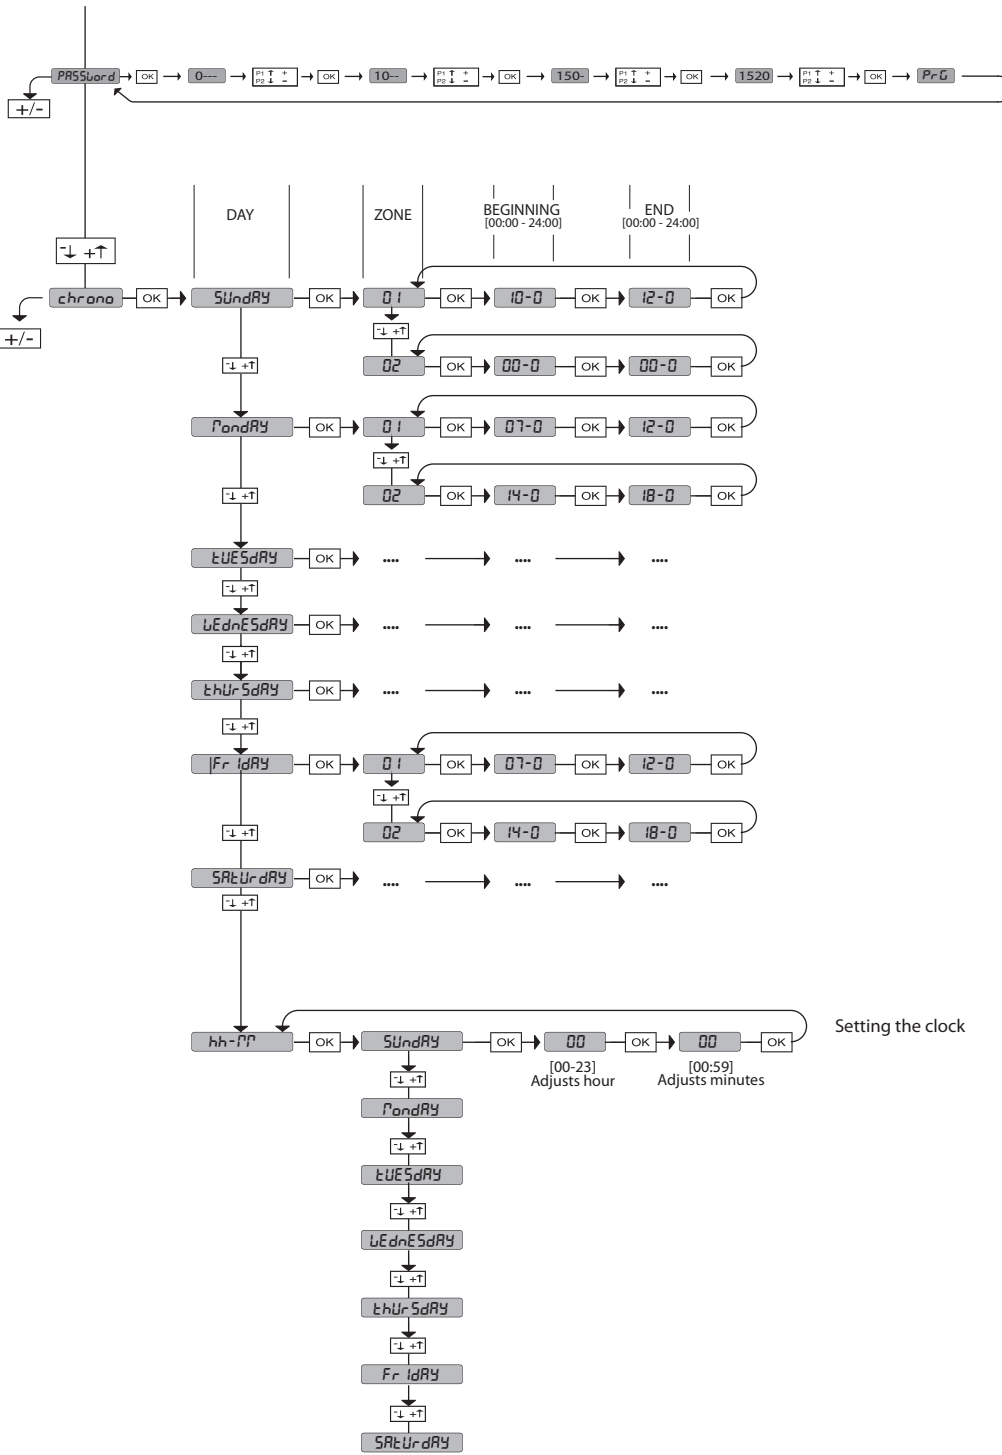 PASSword OK 0--- P1 ↑ + P2 ↓ - OK 10-- P1 ↑ + P2 ↓ - OK 150- P1 ↑ + P2 ↓ - OK 1520 P1 ↑ + P2 ↓ - OK PrG
+/-
DAY ZONE BEGINNING [00:00 - 24:00] END [00:00 - 24:00]
-↓ +↑
chrono OK SUndAY OK 01 OK 10-0 OK 12-0 OK
+/-
-↓ +↑
02 OK 00-0 OK 00-0 OK
-↓ +↑
MondAY OK 01 OK 07-0 OK 12-0 OK
-↓ +↑
02 OK 14-0 OK 18-0 OK
-↓ +↑
tUESdAY OK .... .... ....
-↓ +↑
WEdnESdAY OK .... .... ....
-↓ +↑
thUrSdAY OK .... .... ....
-↓ +↑
FrIdAY OK 01 OK 07-0 OK 12-0 OK
-↓ +↑
02 OK 14-0 OK 18-0 OK
-↓ +↑
SAtUrdAY OK .... .... ....
-↓ +↑
hh-MM OK SUndAY OK 00 OK 00 OK
Setting the clock
[00-23] [00:59]
Adjusts hour Adjusts minutes
-↓ +↑
MondAY
-↓ +↑
tUESdAY
-↓ +↑
WEdnESdAY
-↓ +↑
thUrSdAY
-↓ +↑
FrIdAY
-↓ +↑
SAtUrdAY